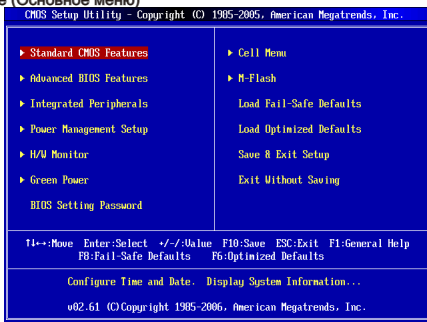 е (Основное меню)
CMOS Setup Utility - Copyright (C) 1985-2005, American Megatrends, Inc.
▶ Standard CMOS Features
▶ Advanced BIOS Features
▶ Integrated Peripherals
▶ Power Management Setup
▶ H/W Monitor
▶ Green Power
BIOS Setting Password
▶ Cell Menu
▶ M-Flash
Load Fail-Safe Defaults
Load Optimized Defaults
Save & Exit Setup
Exit Without Saving
↑↓↔:Move Enter:Select +/-/:Value F10:Save ESC:Exit F1:General Help
F8:Fail-Safe Defaults F6:Optimized Defaults
Configure Time and Date. Display System Information...
v02.61 (C)Copyright 1985-2006, American Megatrends, Inc.